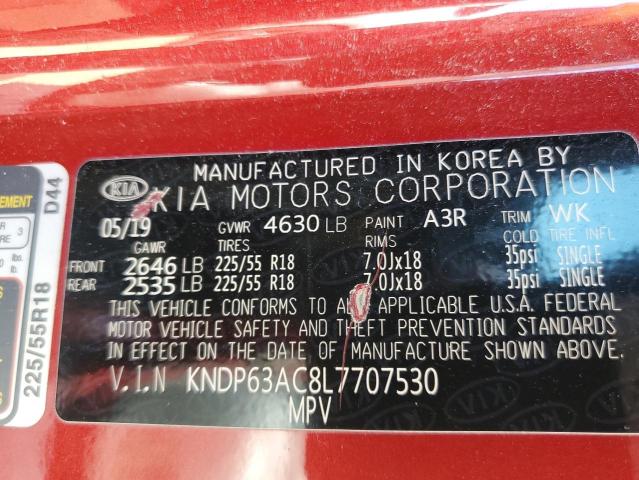 MANUFACTURED IN KOREA BY
KIA KIA MOTORS CORPORATION
05/19 GVWR 4630 LB PAINT A3R TRIM WK
GAWR TIRES RIMS COLD TIRE INFL
FRONT 2646 LB 225/55 R18 7.0Jx18 35psi SINGLE
REAR 2535 LB 225/55 R18 7.0Jx18 35psi SINGLE
THIS VEHICLE CONFORMS TO ALL APPLICABLE U.S.A. FEDERAL
MOTOR VEHICLE SAFETY AND THEFT PREVENTION STANDARDS
IN EFFECT ON THE DATE OF MANUFACTURE SHOWN ABOVE.
V.I.N KNDP63AC8L7707530
MPV
225/55R18 D44
3